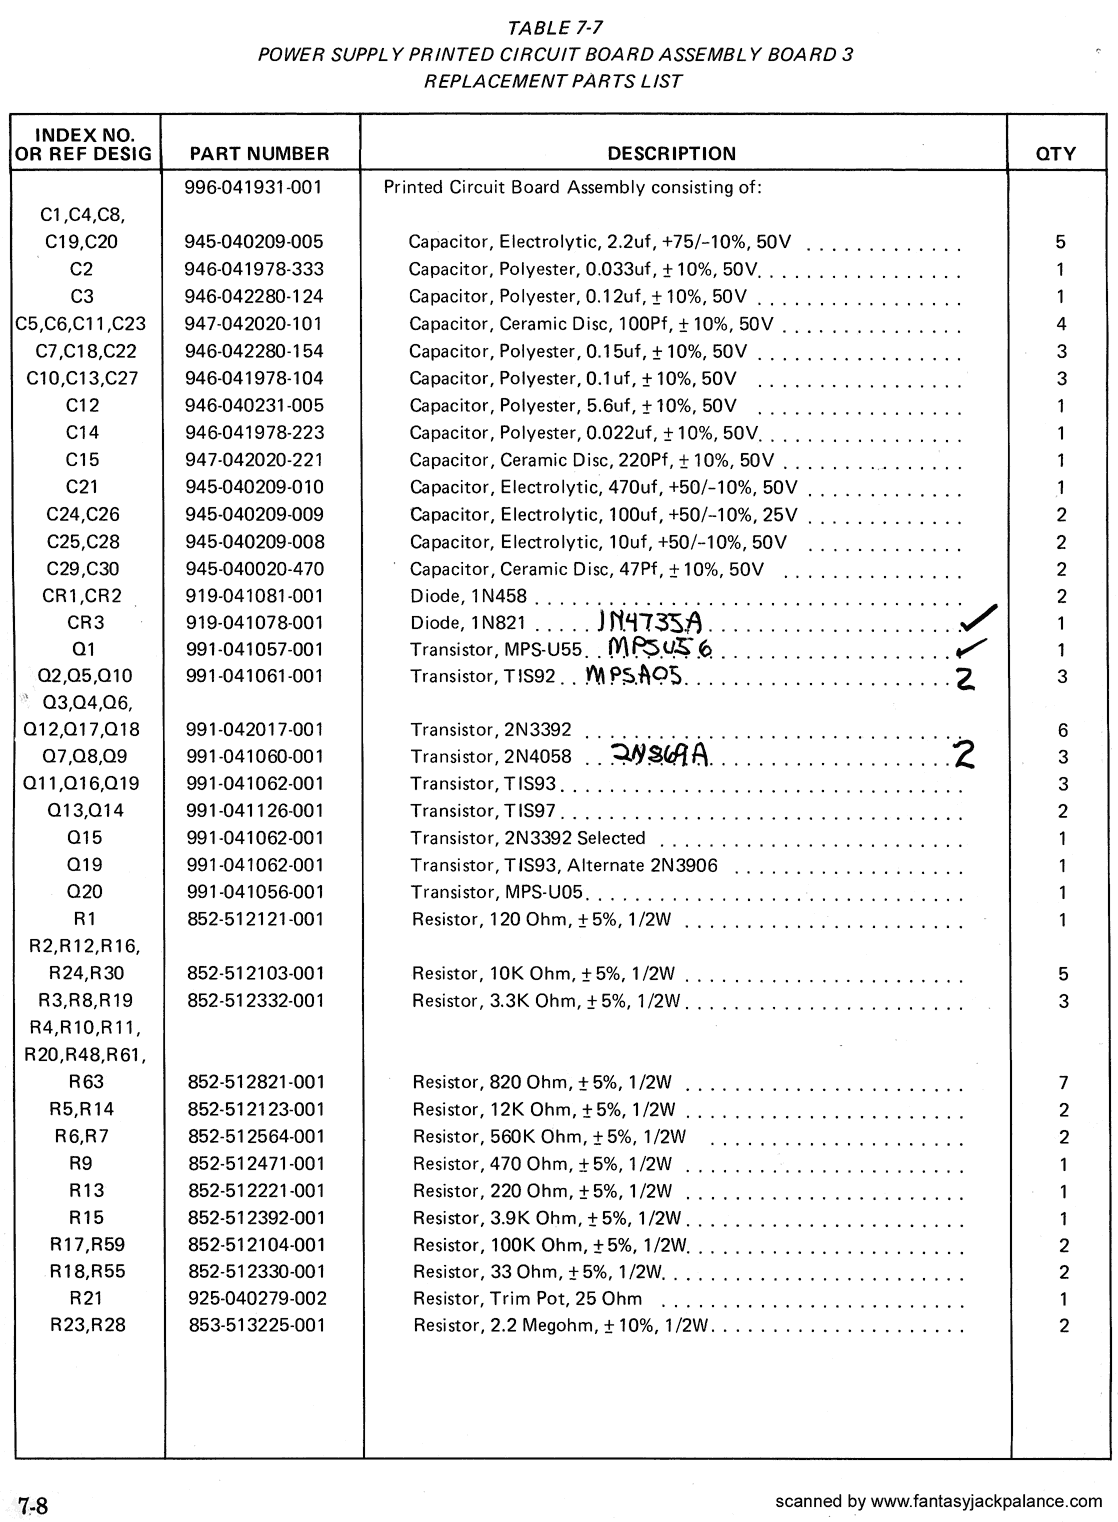 TABLE 7-7
POWER SUPPLY PRINTED CIRCUIT BOARD ASSEMBLY BOARD 3
REPLACEMENT PARTS LIST
INDEX NO. OR REF DESIG PART NUMBER DESCRIPTION QTY
996-041931-001 Printed Circuit Board Assembly consisting of:
C1,C4,C8,
C19,C20 945-040209-005 Capacitor, Electrolytic, 2.2uf, +75/-10%, 50V . . . . . . . . . . . . . 5
C2 946-041978-333 Capacitor, Polyester, 0.033uf, ±10%, 50V. . . . . . . . . . . . . . . . . 1
C3 946-042280-124 Capacitor, Polyester, 0.12uf, ±10%, 50V . . . . . . . . . . . . . . . . . 1
C5,C6,C11,C23 947-042020-101 Capacitor, Ceramic Disc, 100Pf, ±10%, 50V . . . . . . . . . . . . . . . 4
C7,C18,C22 946-042280-154 Capacitor, Polyester, 0.15uf, ±10%, 50V . . . . . . . . . . . . . . . . . 3
C10,C13,C27 946-041978-104 Capacitor, Polyester, 0.1uf, ±10%, 50V . . . . . . . . . . . . . . . . . 3
C12 946-040231-005 Capacitor, Polyester, 5.6uf, ±10%, 50V . . . . . . . . . . . . . . . . . 1
C14 946-041978-223 Capacitor, Polyester, 0.022uf, ±10%, 50V. . . . . . . . . . . . . . . . . 1
C15 947-042020-221 Capacitor, Ceramic Disc, 220Pf, ±10%, 50V . . . . . . . . . . . . . . . 1
C21 945-040209-010 Capacitor, Electrolytic, 470uf, +50/-10%, 50V . . . . . . . . . . . . . 1
C24,C26 945-040209-009 Capacitor, Electrolytic, 100uf, +50/-10%, 25V . . . . . . . . . . . . . 2
C25,C28 945-040209-008 Capacitor, Electrolytic, 10uf, +50/-10%, 50V . . . . . . . . . . . . . 2
C29,C30 945-040020-470 Capacitor, Ceramic Disc, 47Pf, ±10%, 50V . . . . . . . . . . . . . . . 2
CR1,CR2 919-041081-001 Diode, 1N458 . . . . . . . . . . . . . . . . . . . . . . . . . . . . . . . . . . . 2
CR3 919-041078-001 Diode, 1N821 . . . . . 1N4735A . . . . . . . . . . . . . . . . . . . . ✓ 1
Q1 991-041057-001 Transistor, MPS-U55. . MPSU56 . . . . . . . . . . . . . . . . . . . . ✓ 1
Q2,Q5,Q10 991-041061-001 Transistor, TIS92 . . MPSA05. . . . . . . . . . . . . . . . . . . . . . 2 3
Q3,Q4,Q6,
Q12,Q17,Q18 991-042017-001 Transistor, 2N3392 . . . . . . . . . . . . . . . . . . . . . . . . . . . . . . . . 6
Q7,Q8,Q9 991-041060-001 Transistor, 2N4058 . . . 2N869A. . . . . . . . . . . . . . . . . . . . . 2 3
Q11,Q16,Q19 991-041062-001 Transistor, TIS93. . . . . . . . . . . . . . . . . . . . . . . . . . . . . . . . . . 3
Q13,Q14 991-041126-001 Transistor, TIS97. . . . . . . . . . . . . . . . . . . . . . . . . . . . . . . . . . 2
Q15 991-041062-001 Transistor, 2N3392 Selected . . . . . . . . . . . . . . . . . . . . . . . . . 1
Q19 991-041062-001 Transistor, TIS93, Alternate 2N3906 . . . . . . . . . . . . . . . . . . 1
Q20 991-041056-001 Transistor, MPS-U05. . . . . . . . . . . . . . . . . . . . . . . . . . . . . . . 1
R1 852-512121-001 Resistor, 120 Ohm, ±5%, 1/2W . . . . . . . . . . . . . . . . . . . . . . . 1
R2,R12,R16,
R24,R30 852-512103-001 Resistor, 10K Ohm, ±5%, 1/2W . . . . . . . . . . . . . . . . . . . . . . . 5
R3,R8,R19 852-512332-001 Resistor, 3.3K Ohm, ±5%, 1/2W. . . . . . . . . . . . . . . . . . . . . . . 3
R4,R10,R11,
R20,R48,R61,
R63 852-512821-001 Resistor, 820 Ohm, ±5%, 1/2W . . . . . . . . . . . . . . . . . . . . . . . 7
R5,R14 852-512123-001 Resistor, 12K Ohm, ±5%, 1/2W . . . . . . . . . . . . . . . . . . . . . . . 2
R6,R7 852-512564-001 Resistor, 560K Ohm, ±5%, 1/2W . . . . . . . . . . . . . . . . . . . . . 2
R9 852-512471-001 Resistor, 470 Ohm, ±5%, 1/2W . . . . . . . . . . . . . . . . . . . . . . . 1
R13 852-512221-001 Resistor, 220 Ohm, ±5%, 1/2W . . . . . . . . . . . . . . . . . . . . . . . 1
R15 852-512392-001 Resistor, 3.9K Ohm, ±5%, 1/2W. . . . . . . . . . . . . . . . . . . . . . . 1
R17,R59 852-512104-001 Resistor, 100K Ohm, ±5%, 1/2W. . . . . . . . . . . . . . . . . . . . . . . 2
R18,R55 852-512330-001 Resistor, 33 Ohm, ±5%, 1/2W. . . . . . . . . . . . . . . . . . . . . . . . . 2
R21 925-040279-002 Resistor, Trim Pot, 25 Ohm . . . . . . . . . . . . . . . . . . . . . . . . . 1
R23,R28 853-513225-001 Resistor, 2.2 Megohm, ±10%, 1/2W. . . . . . . . . . . . . . . . . . . . . 2
7-8
scanned by www.fantasyjackpalance.com